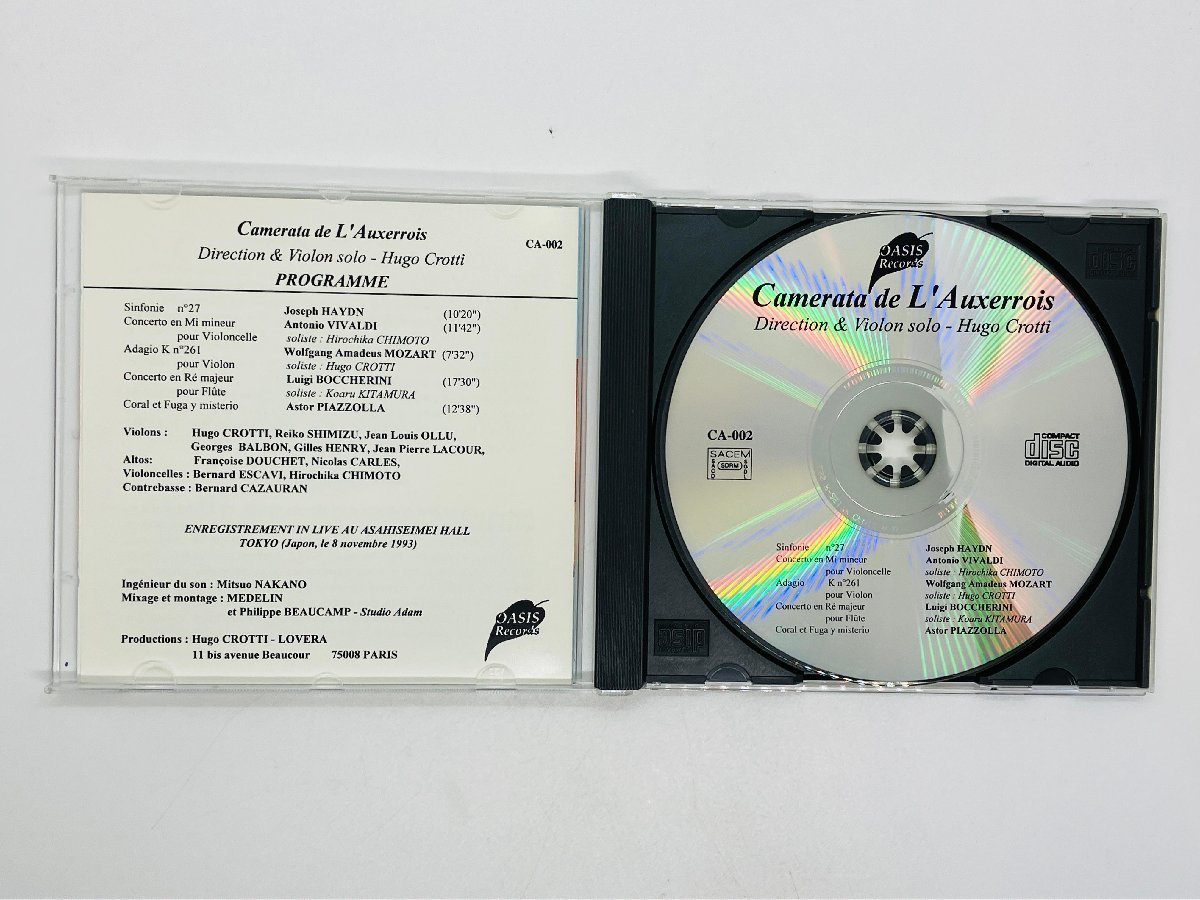 Camerata de L'Auxerrois
CA-002
Direction & Violon solo - Hugo Crotti
PROGRAMME
Sinfonie n°27 Joseph HAYDN (10'20")
Concerto en Mi mineur Antonio VIVALDI (11'42")
pour Violoncelle soliste : Hirochika CHIMOTO
Adagio K n°261 Wolfgang Amadeus MOZART (7'32")
pour Violon soliste : Hugo CROTTI
Concerto en Ré majeur Luigi BOCCHERINI (17'30")
pour Flûte soliste : Koaru KITAMURA
Coral et Fuga y misterio Astor PIAZZOLLA (12'38")
Violons : Hugo CROTTI, Reiko SHIMIZU, Jean Louis OLLU,
Georges BALBON, Gilles HENRY, Jean Pierre LACOUR,
Altos: Françoise DOUCHET, Nicolas CARLES,
Violoncelles : Bernard ESCAVI, Hirochika CHIMOTO
Contrebasse : Bernard CAZAURAN
ENREGISTREMENT IN LIVE AU ASAHISEIMEI HALL
TOKYO (Japon, le 8 novembre 1993)
Ingénieur du son : Mitsuo NAKANO
Mixage et montage : MEDELIN
et Philippe BEAUCAMP - Studio Adam
Productions : Hugo CROTTI - LOVERA
11 bis avenue Beaucour 75008 PARIS
OASIS
Records
OASIS
Records
Camerata de L'Auxerrois
Direction & Violon solo - Hugo Crotti
CA-002
SACEM
SACD
SDRM
SGDL
COMPACT
disc
DIGITAL AUDIO
Sinfonie n°27 Joseph HAYDN
Concerto en Mi mineur Antonio VIVALDI
pour Violoncelle soliste : Hirochika CHIMOTO
Adagio K n°261 Wolfgang Amadeus MOZART
pour Violon soliste : Hugo CROTTI
Concerto en Ré majeur Luigi BOCCHERINI
pour Flûte soliste : Koaru KITAMURA
Coral et Fuga y misterio Astor PIAZZOLLA
disc